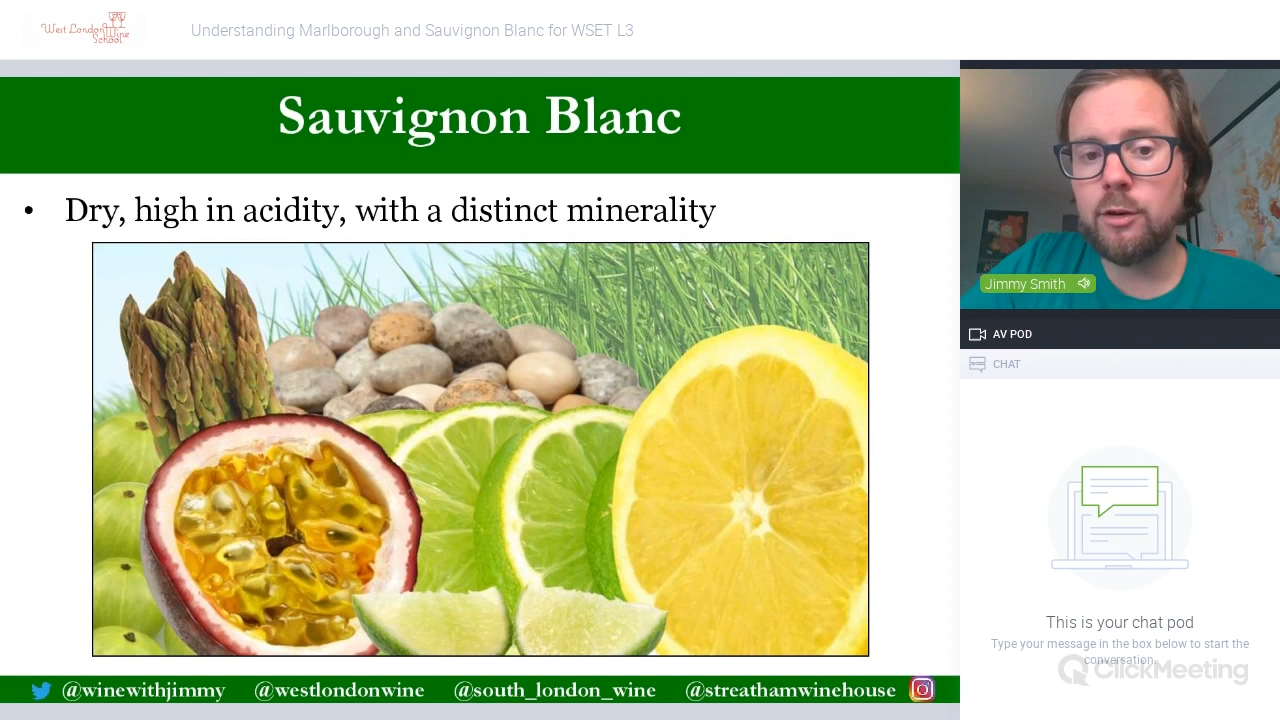 West London Wine School
Understanding Marlborough and Sauvignon Blanc for WSET L3
Sauvignon Blanc
• Dry, high in acidity, with a distinct minerality
@winewithjimmy @westlondonwine @south_london_wine @streathamwinehouse
Jimmy Smith
AV POD
CHAT
This is your chat pod
Type your message in the box below to start the
conversation.
ClickMeeting